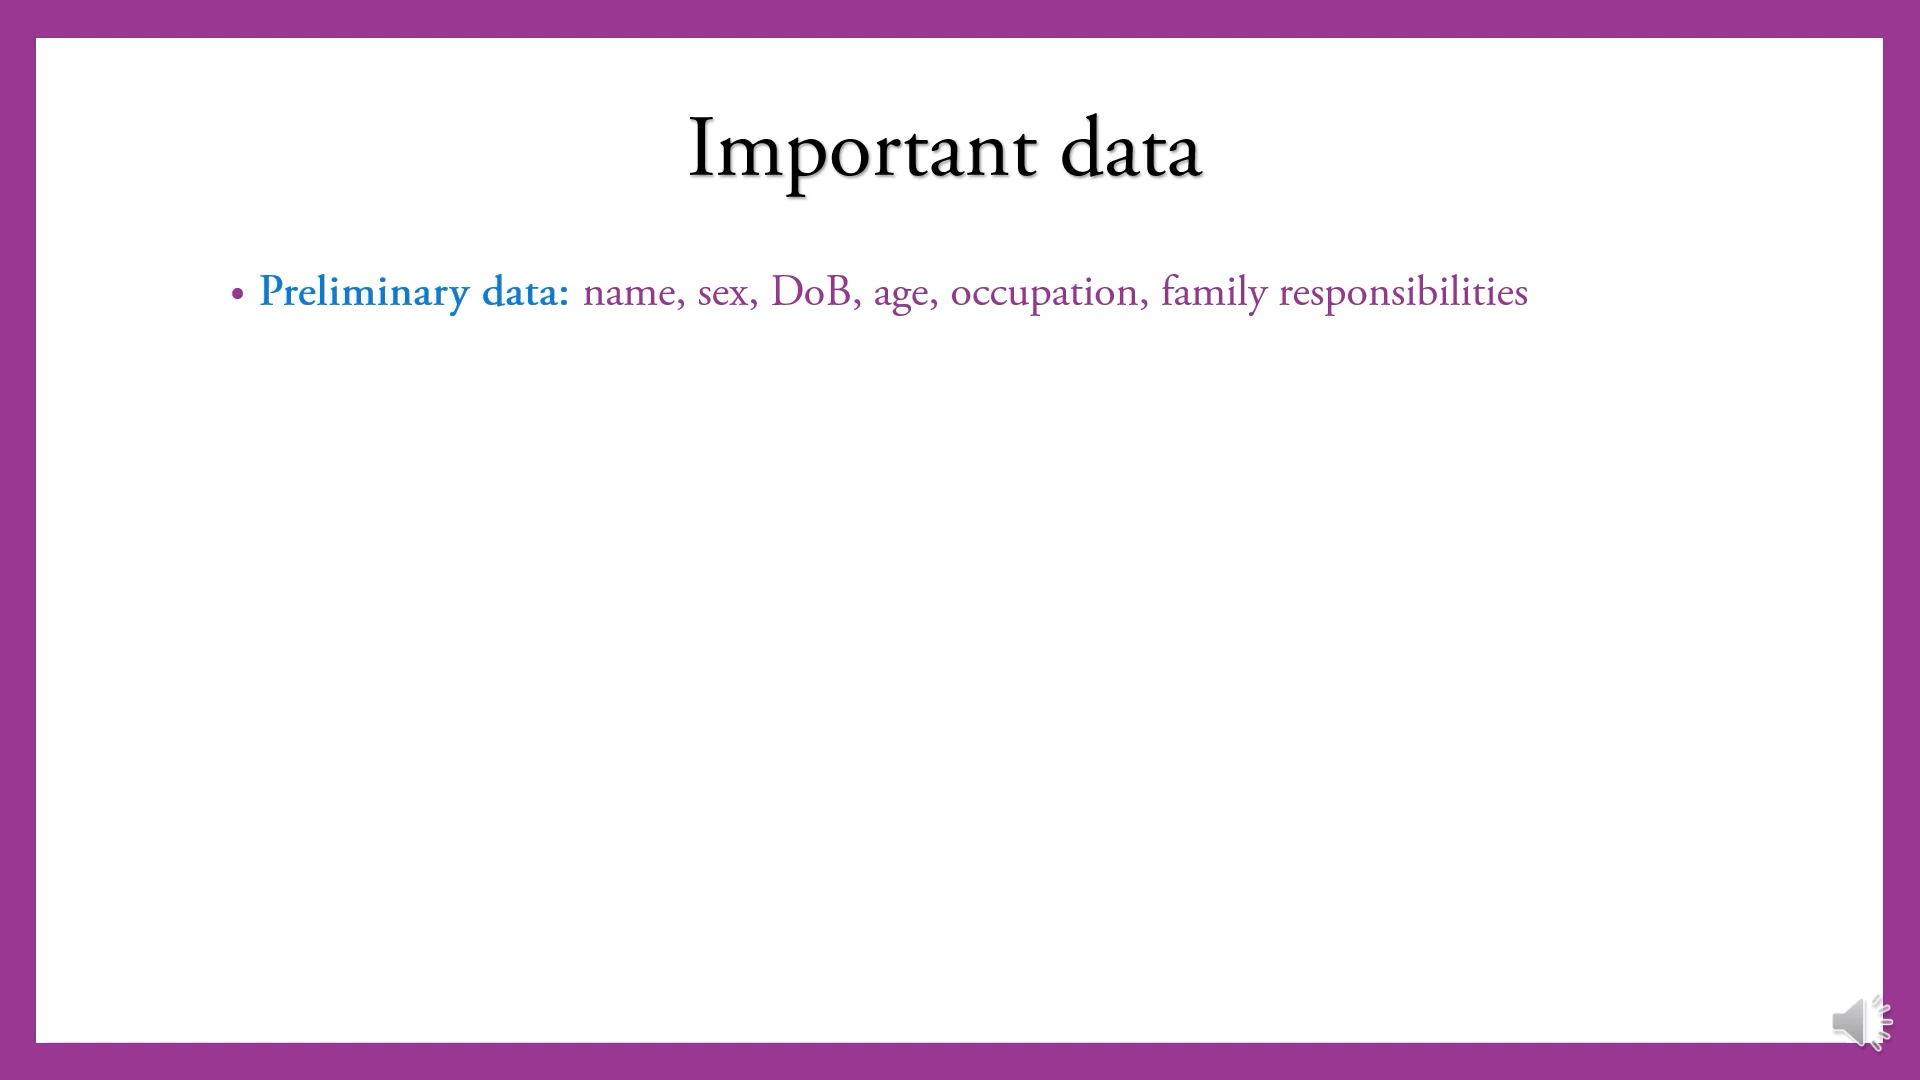 Important data
• Preliminary data: name, sex, DoB, age, occupation, family responsibilities